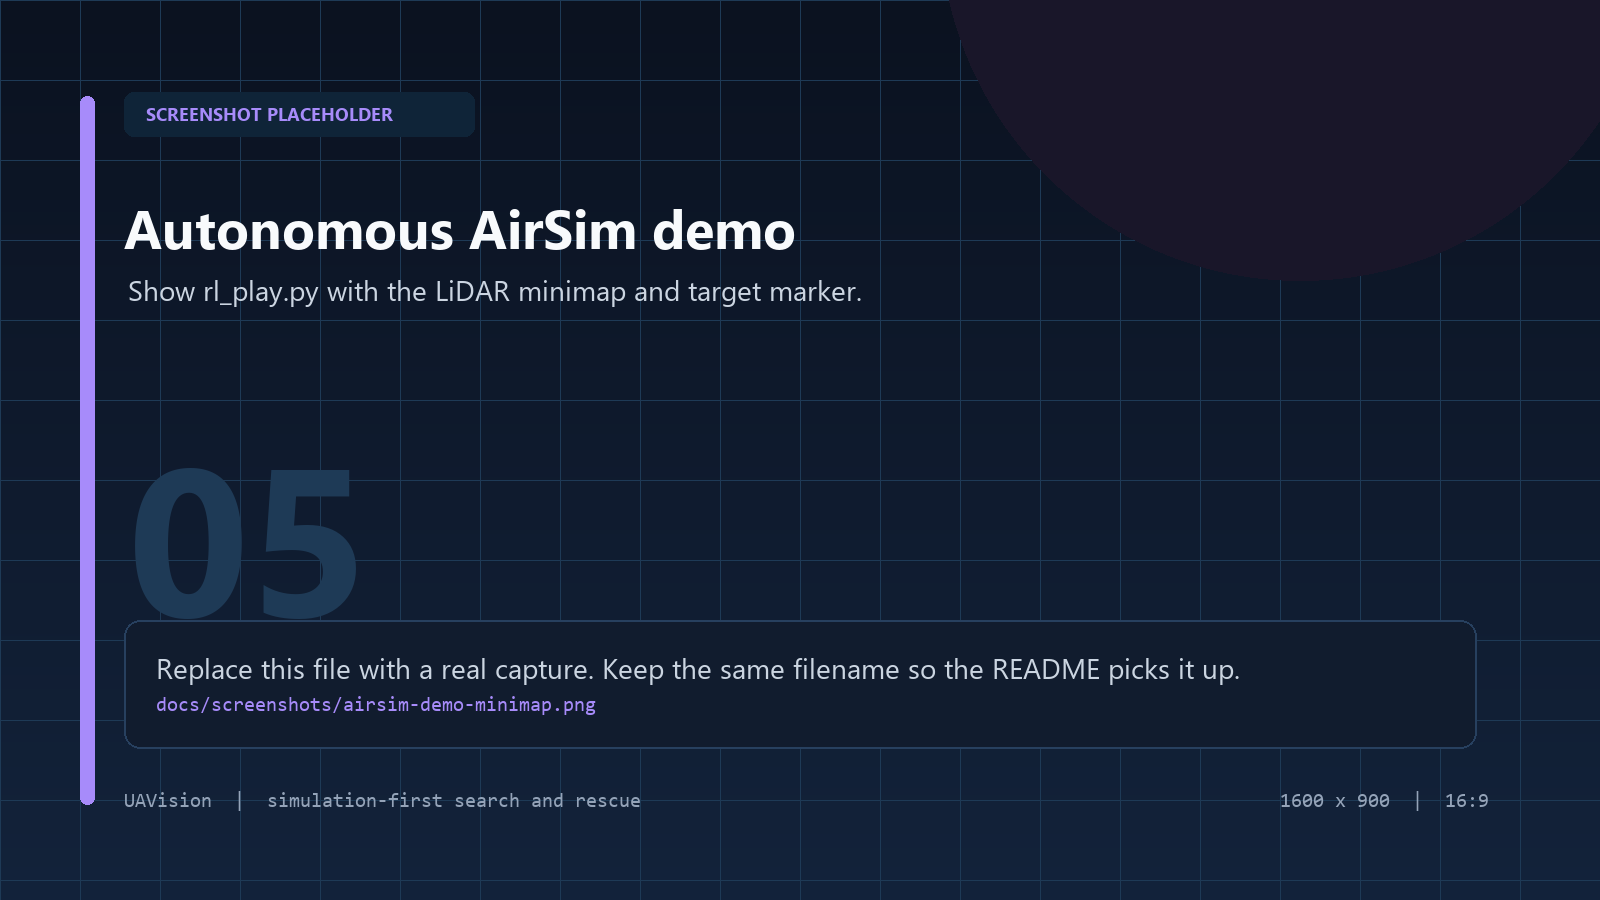 SCREENSHOT PLACEHOLDER
Autonomous AirSim demo
Show rl_play.py with the LiDAR minimap and target marker.
05
Replace this file with a real capture. Keep the same filename so the README picks it up.
docs/screenshots/airsim-demo-minimap.png
UAVision | simulation-first search and rescue
1600 x 900 | 16:9